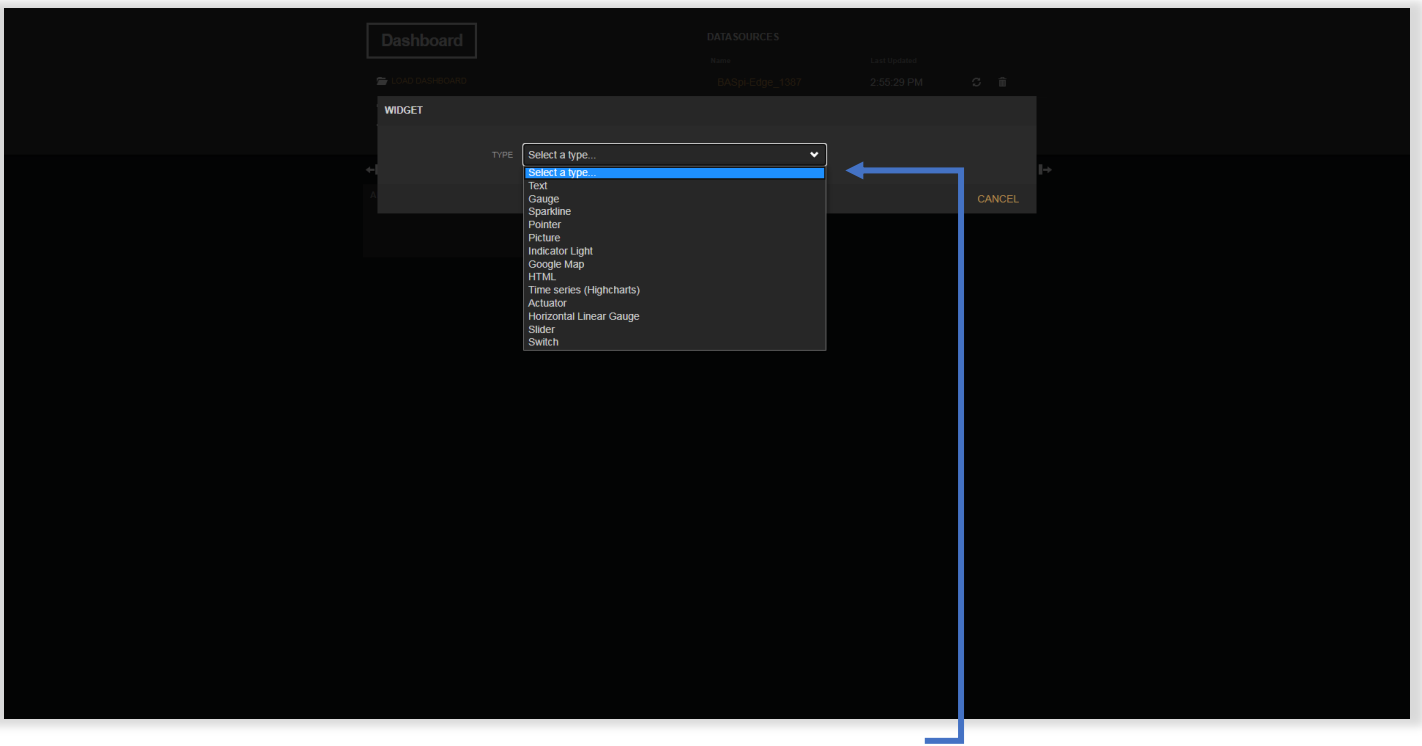 Dashboard
DATASOURCES
Name
Last Updated
LOAD DASHBOARD
BASpi-Edge_1387
2:55:29 PM
WIDGET
TYPE
Select a type...
Select a type...
Text
Gauge
Sparkline
Pointer
Picture
Indicator Light
Google Map
HTML
Time series (Highcharts)
Actuator
Horizontal Linear Gauge
Slider
Switch
CANCEL